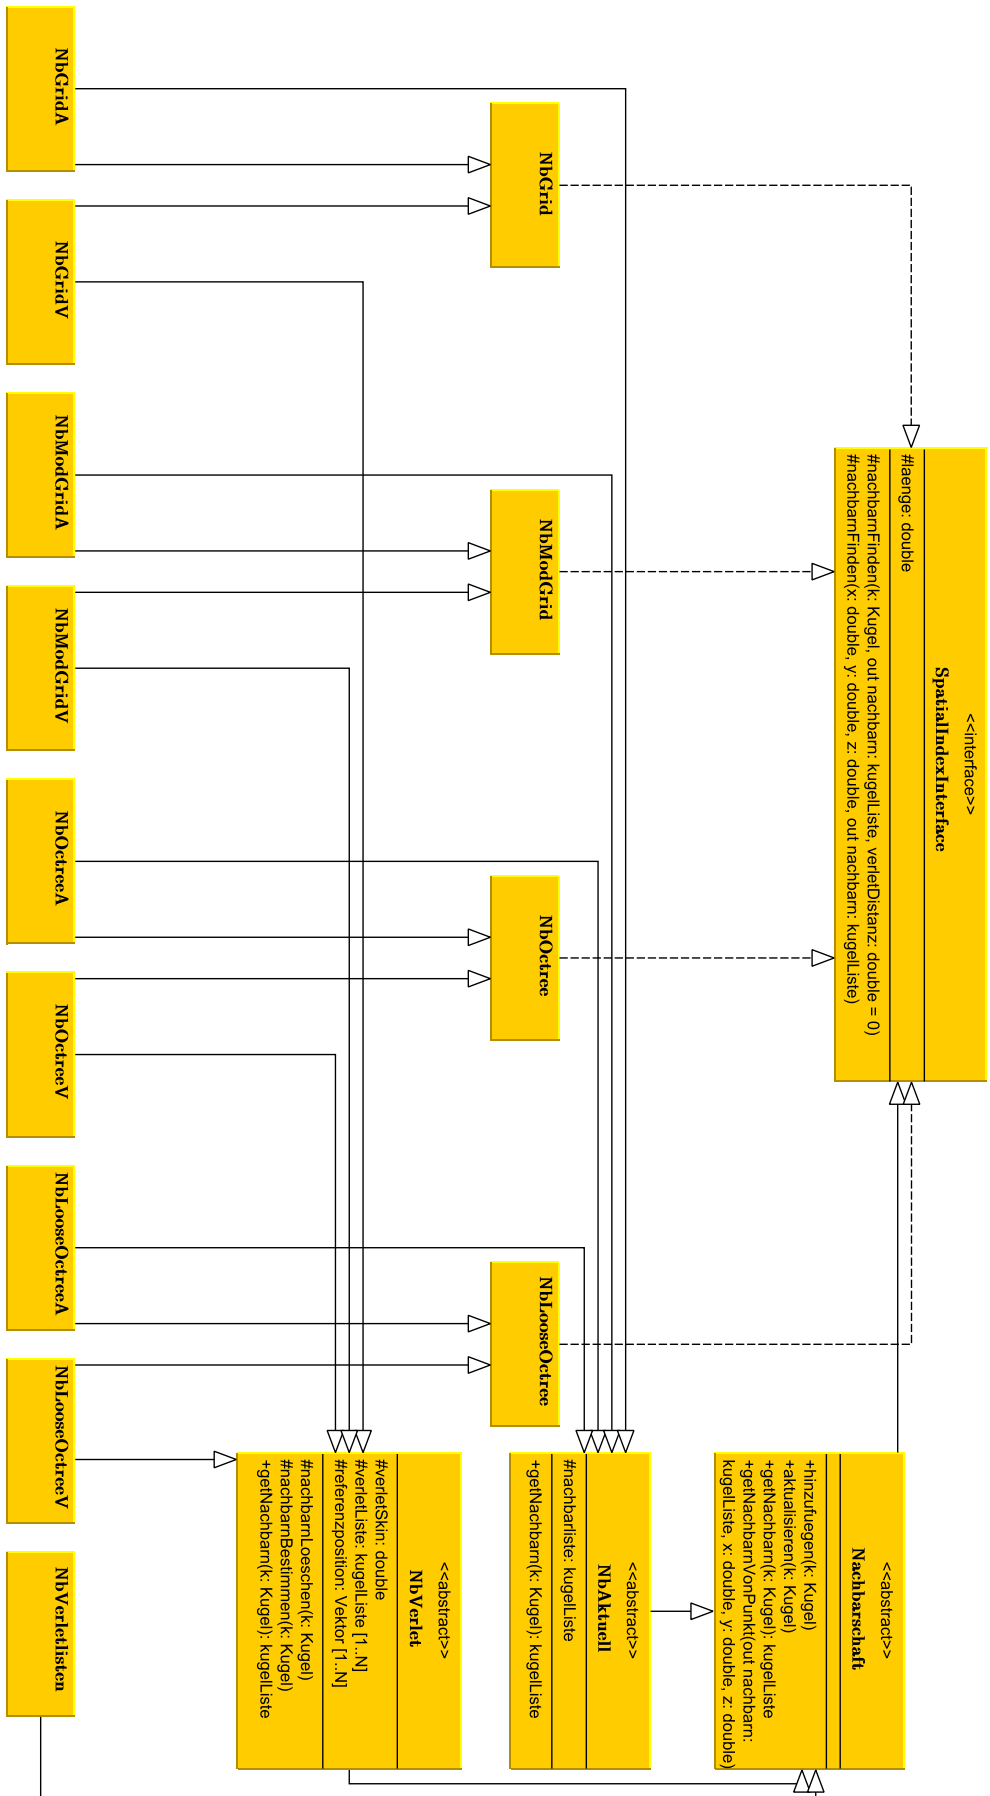 <<interface>>
SpatialIndexInterface
#laenge: double
#nachbarnFinden(k: Kugel, out nachbarn: kugelListe, verletDistanz: double = 0)
#nachbarnFinden(x: double, y: double, z: double, out nachbarn: kugelListe)
<<abstract>>
Nachbarschaft
+hinzufuegen(k: Kugel)
+aktualisieren(k: Kugel)
+getNachbarn(k: Kugel): kugelListe
+getNachbarnVonPunkt(out nachbarn:
kugelListe, x: double, y: double, z: double)
NbGrid
NbModGrid
NbOctree
NbLooseOctree
<<abstract>>
NbAktuell
#nachbarliste: kugelListe
+getNachbarn(k: Kugel): kugelListe
<<abstract>>
NbVerlet
#verletSkin: double
#verletListe: kugelListe [1..N]
#referenzposition: Vektor [1..N]
#nachbarnLoeschen(k: Kugel)
#nachbarnBestimmen(k: Kugel)
+getNachbarn(k: Kugel): kugelListe
NbGridA
NbGridV
NbModGridA
NbModGridV
NbOctreeA
NbOctreeV
NbLooseOctreeA
NbLooseOctreeV
NbVerletlisten